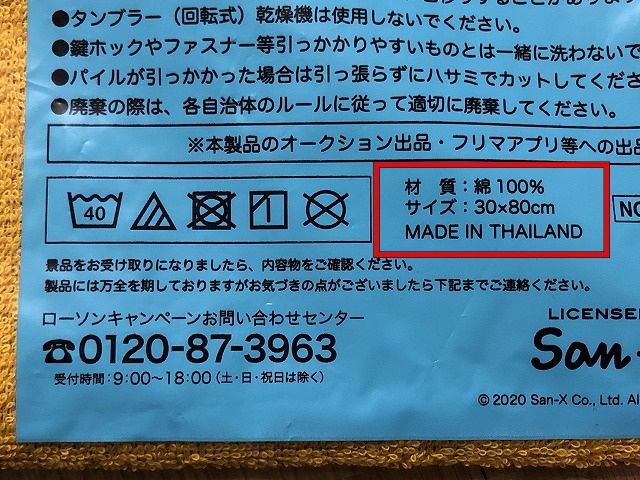 ●タンブラー（回転式）乾燥機は使用しないでください。
●鍵ホックやファスナー等引っかかりやすいものとは一緒に洗わないで
●パイルが引っかかった場合は引っ張らずにハサミでカットしてくださ
●廃棄の際は、各自治体のルールに従って適切に廃棄してください。
※本製品のオークション出品・フリマアプリ等への出品
40
材 質：綿100%
サイズ：30×80cm
MADE IN THAILAND
NO
景品をお受け取りになりましたら、内容物をご確認ください。
製品には万全を期しておりますがお気づきの点がございましたら下記までご連絡ください。
ローソンキャンペーンお問い合わせセンター
☎0120-87-3963
受付時間：9:00〜18:00（土・日・祝日は除く）
LICENSE
San-
© 2020 San-X Co., Ltd. Al